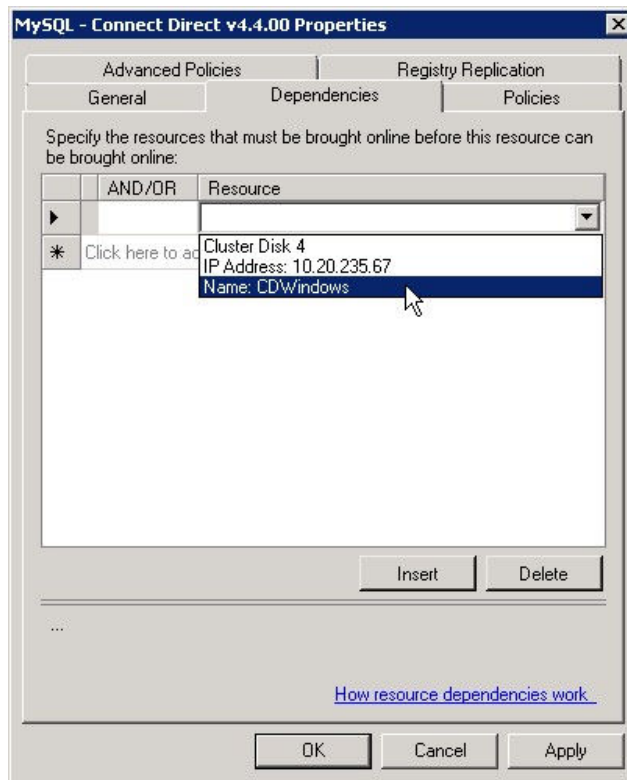 MySQL - Connect Direct v4.4.00 Properties
Advanced Policies Registry Replication
General Dependencies Policies
Specify the resources that must be brought online before this resource can
be brought online:
AND/OR Resource
Click here to ad
Cluster Disk 4
IP Address: 10.20.235.67
Name: CDWindows
Insert Delete
...
How resource dependencies work
OK Cancel Apply